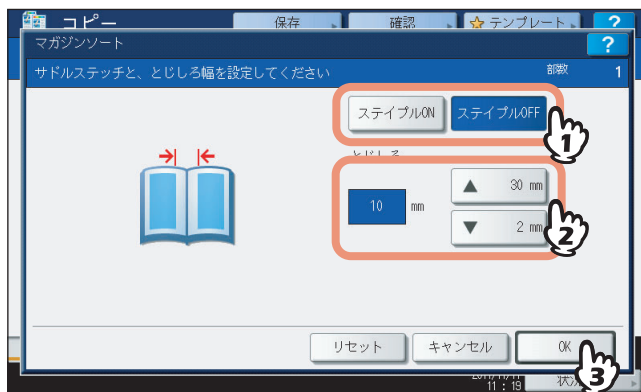 コピー 保存 確認 テンプレート ?
マガジンソート ?
サドルステッチと、とじしろ幅を設定してください 部数 1
ステイプルON ステイプルOFF
1
とじしろ
10 mm ▲ 30 mm
▼ 2 mm
2
リセット キャンセル OK
3
11:19